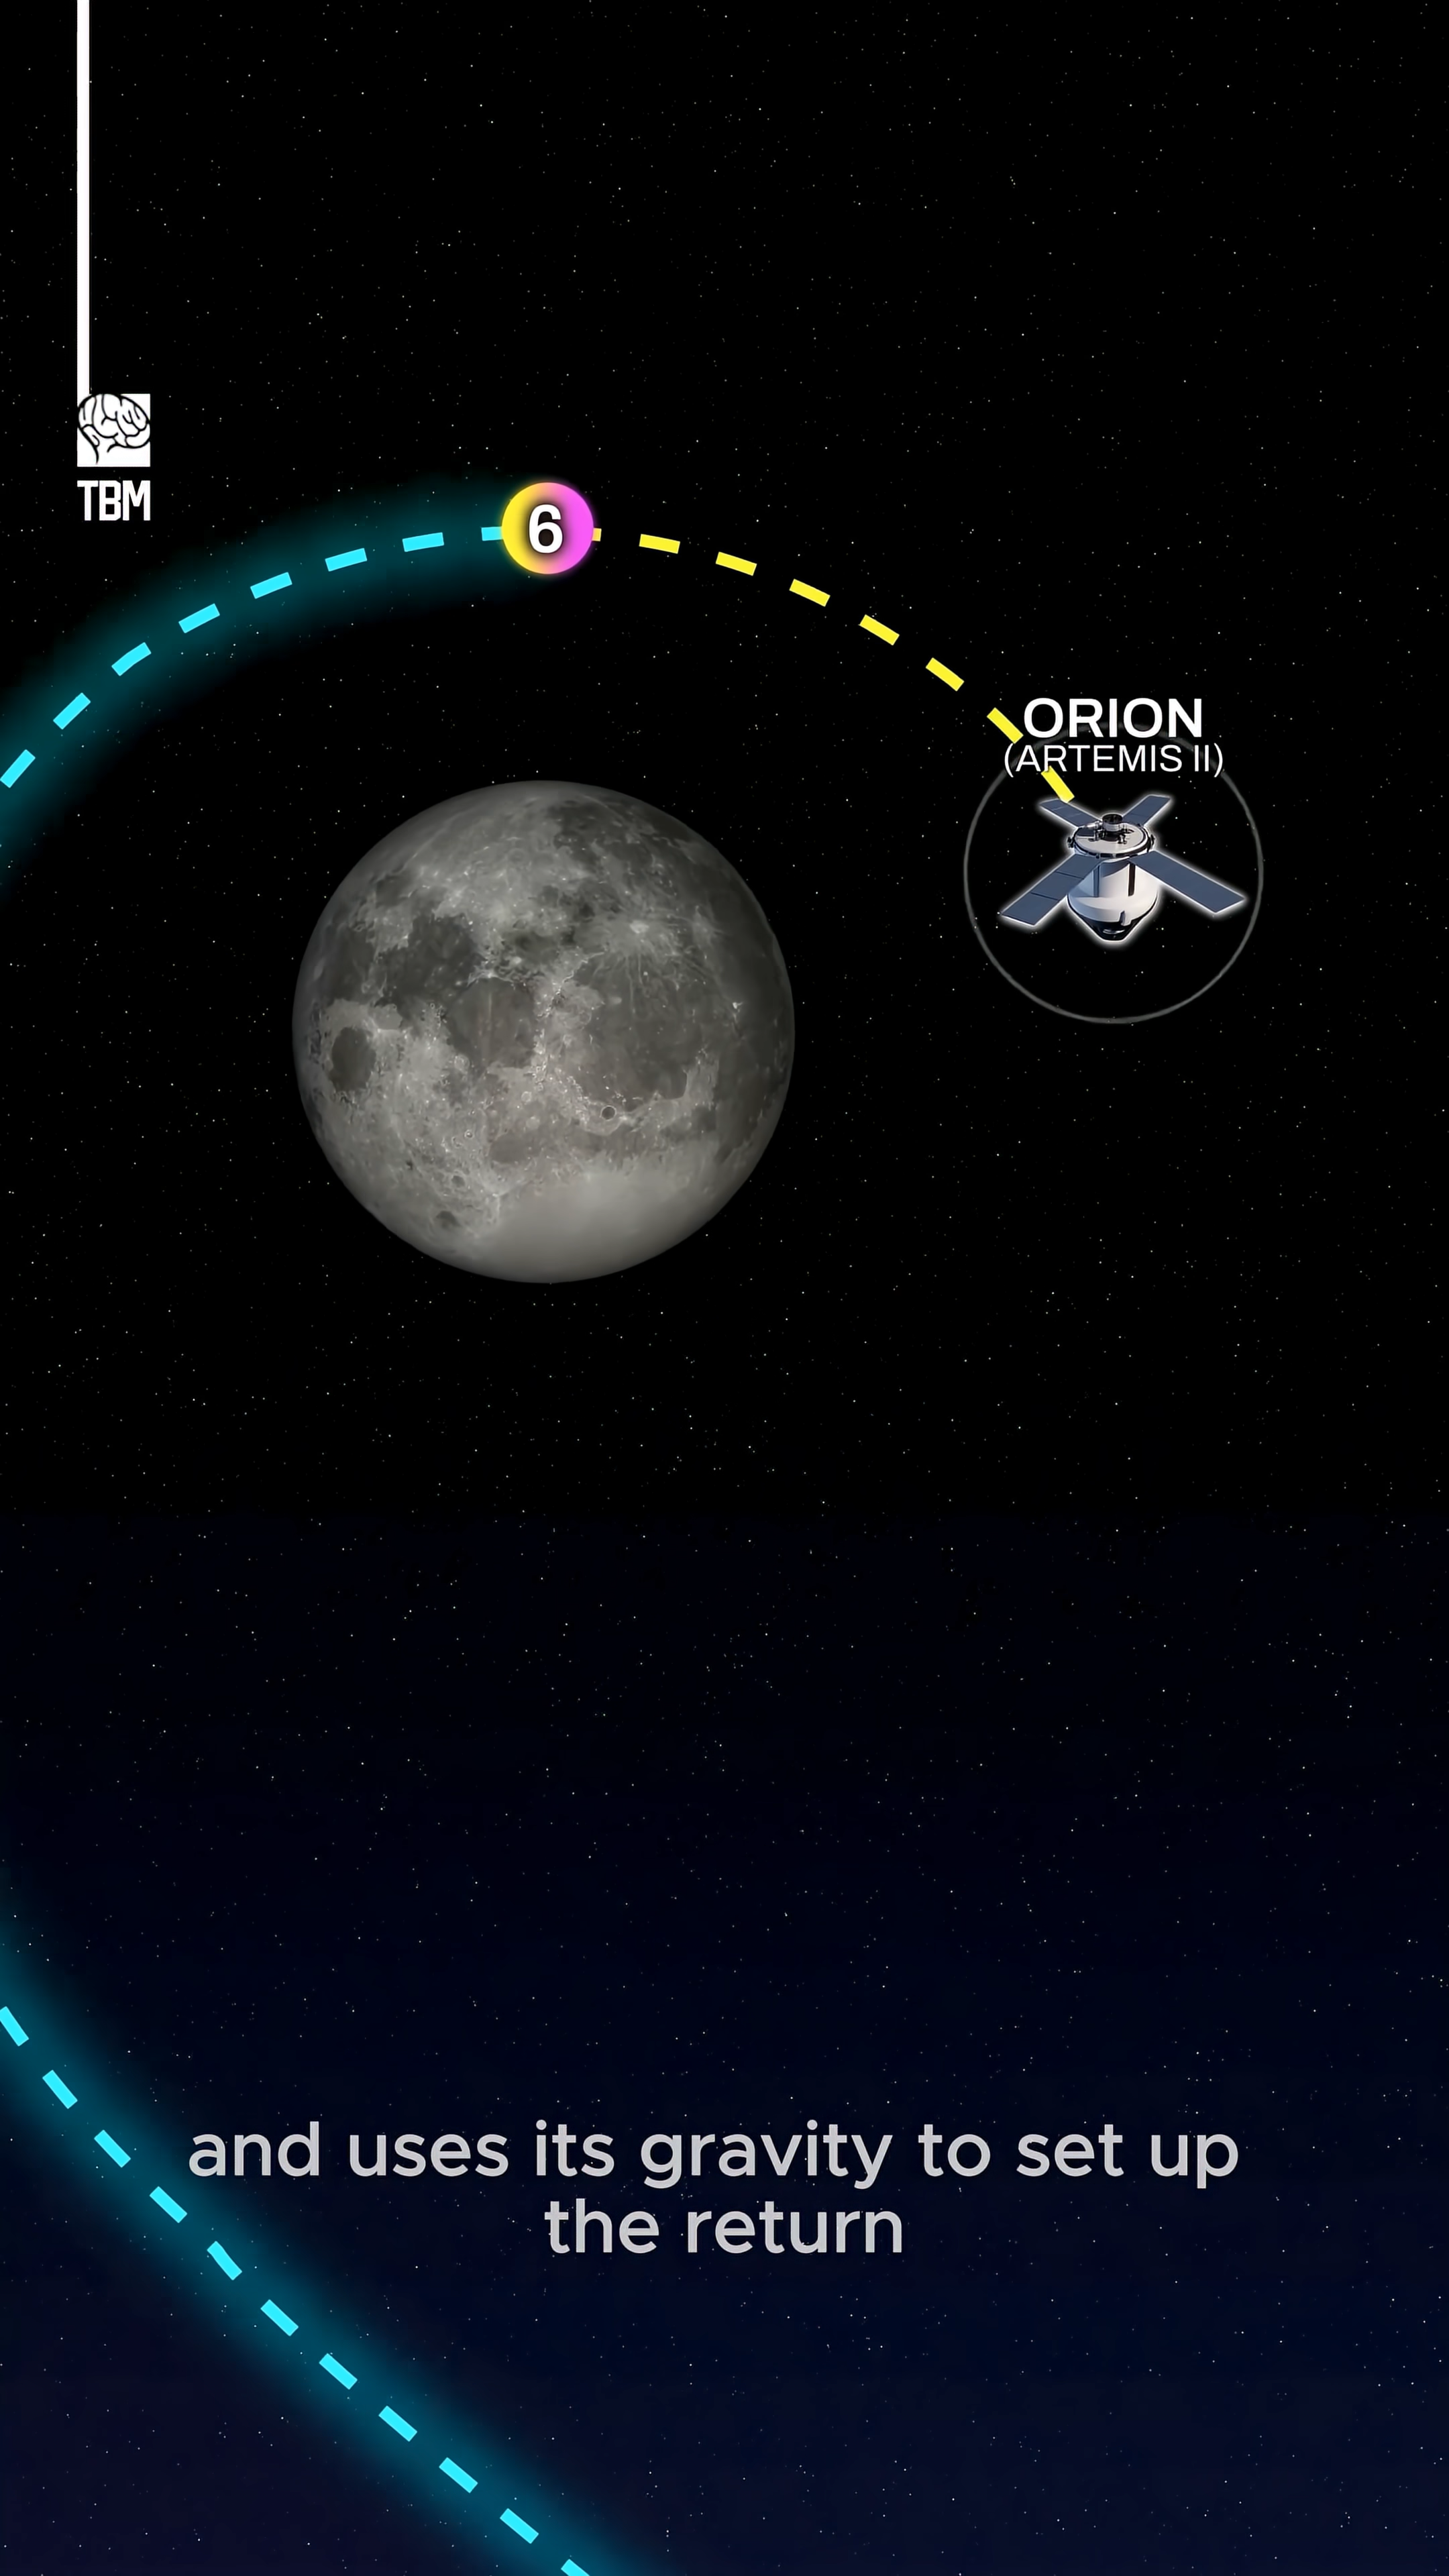 TBM
6
ORION
(ARTEMIS II)
and uses its gravity to set up
the return